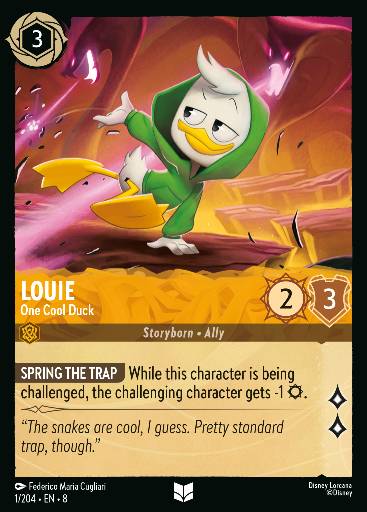 3
LOUIE
One Cool Duck
2
3
Storyborn • Ally
SPRING THE TRAP While this character is being
challenged, the challenging character gets -1 .
“The snakes are cool, I guess. Pretty standard
trap, though.”
Federico Maria Cugliari
1/204 • EN • 8
Disney Lorcana
©Disney